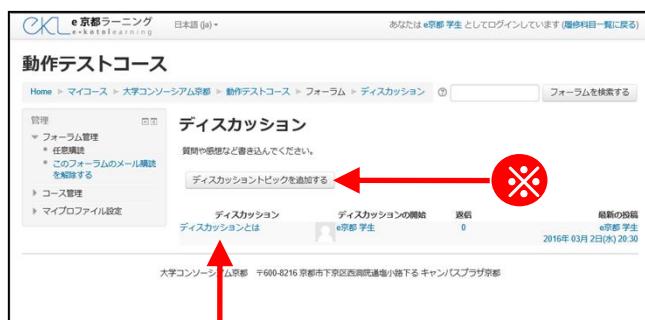 e京都ラーニング
e-kotolearning
日本語 (ja)
あなたは e京都 学生 としてログインしています (履修科目一覧に戻る)
動作テストコース
Home ▶ マイコース ▶ 大学コンソーシアム京都 ▶ 動作テストコース ▶ フォーラム ▶ ディスカッション
フォーラムを検索する
管理
フォーラム管理
任意購読
このフォーラムのメール購読を解除する
コース管理
マイプロファイル設定
ディスカッション
質問や感想など書き込んでください。
ディスカッショントピックを追加する
※
ディスカッション ディスカッションの開始 返信 最新の投稿
ディスカッションとは e京都 学生 0 e京都 学生
2016年 03月 2日(水) 20:30
大学コンソーシアム京都 〒600-8216 京都市下京区西洞院通塩小路下る キャンパスプラザ京都